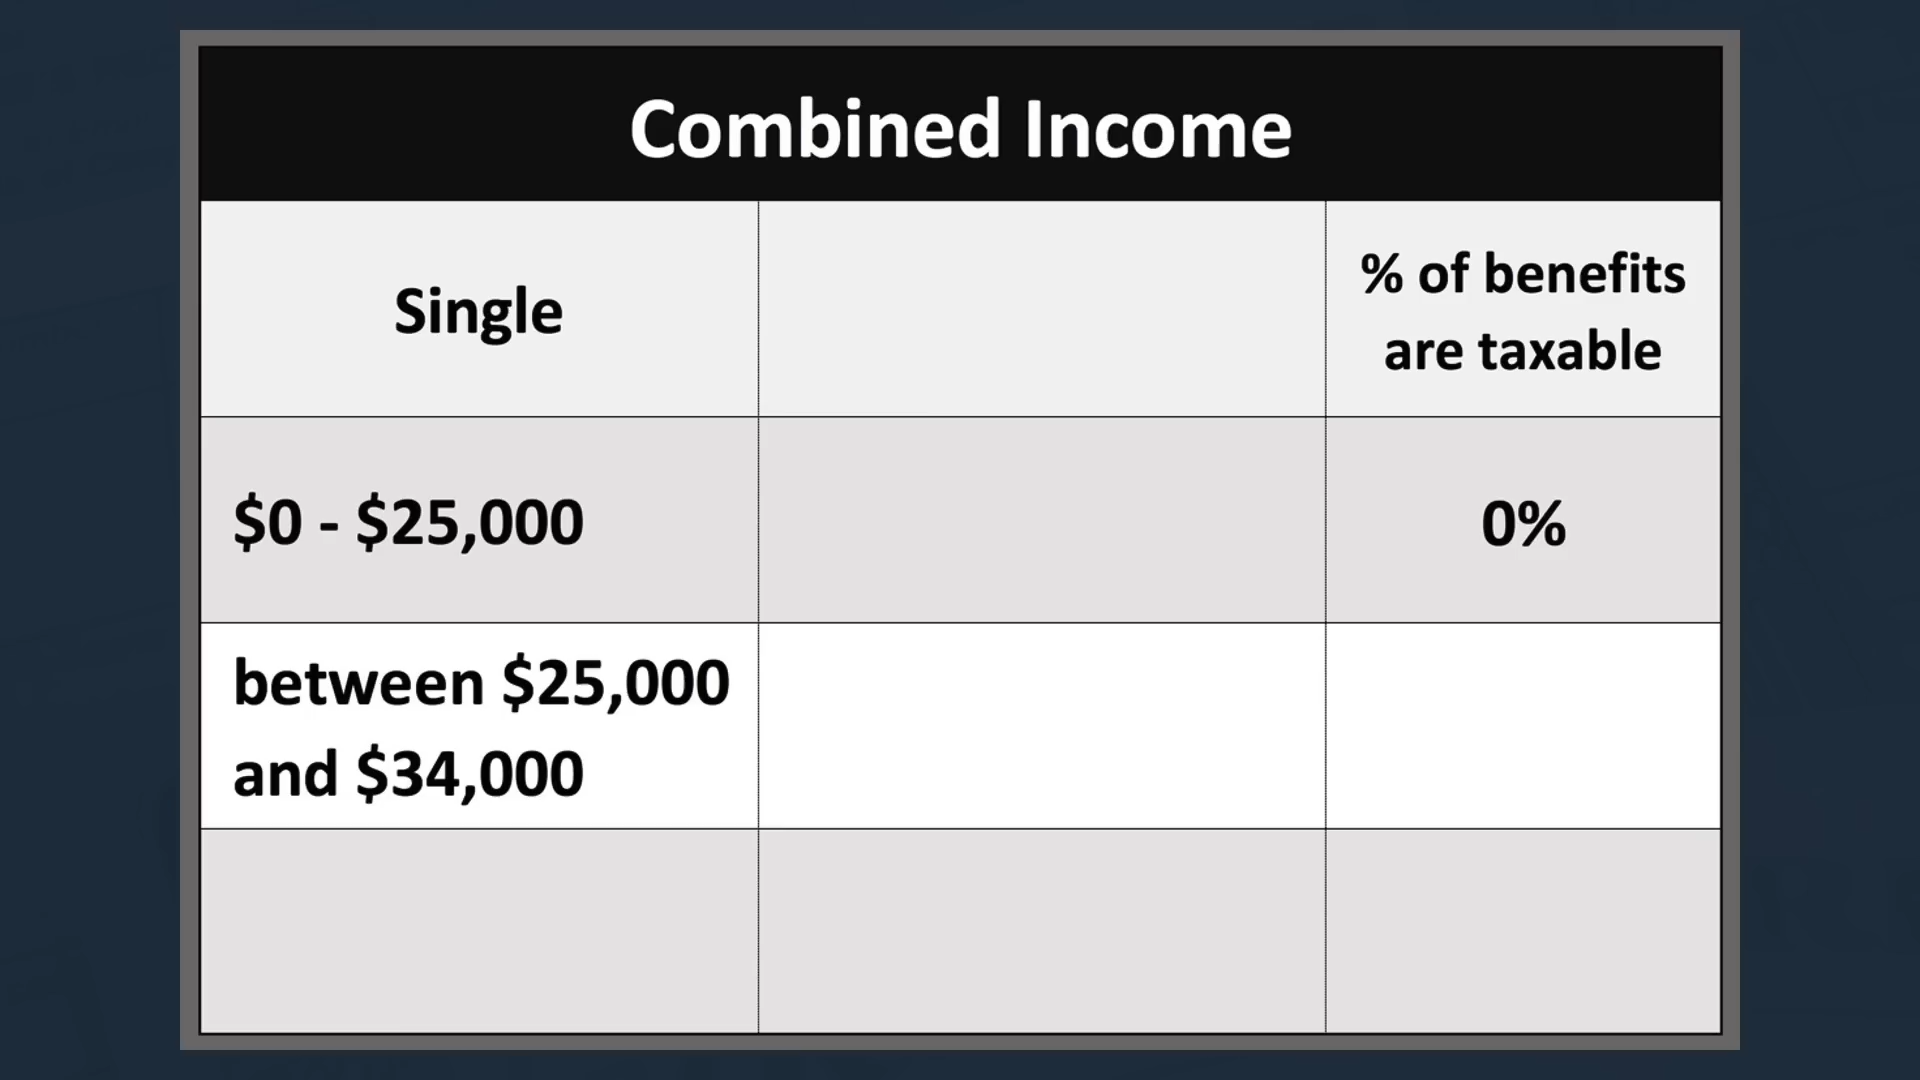 Combined Income
Single
% of benefits
are taxable
$0 - $25,000
0%
between $25,000
and $34,000